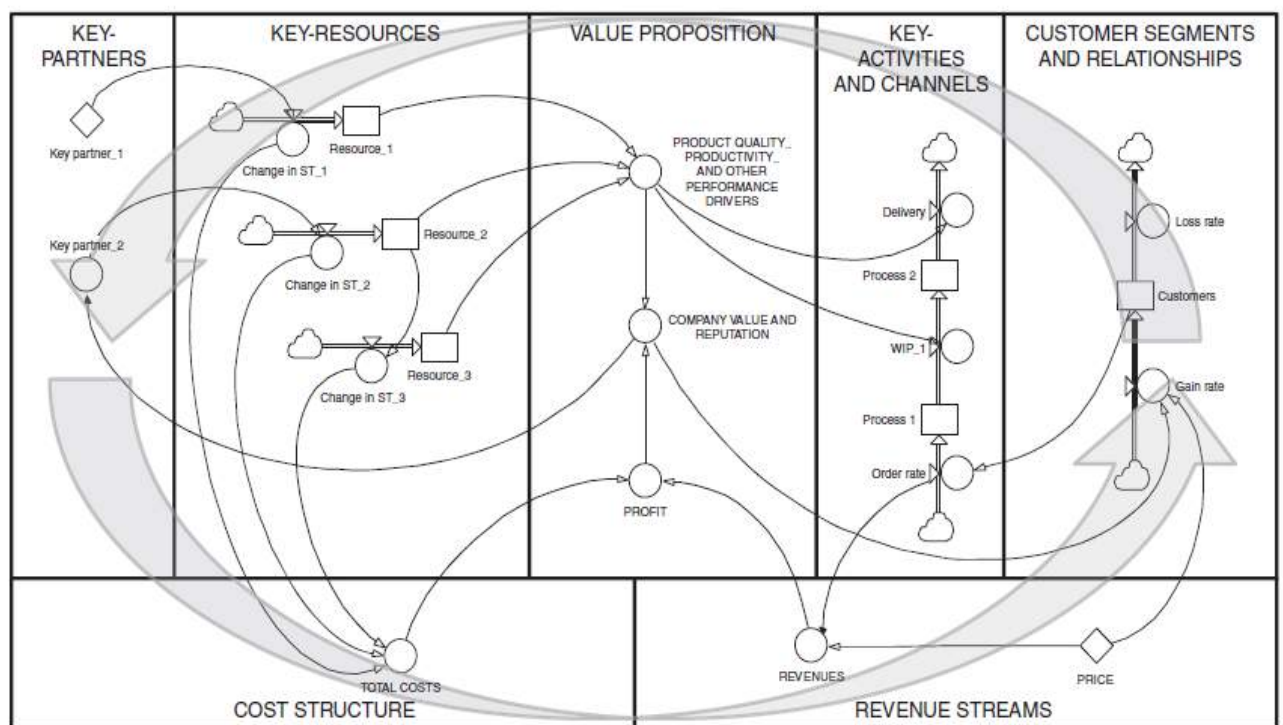 KEY-
PARTNERS
KEY-RESOURCES
VALUE PROPOSITION
KEY-
ACTIVITIES
AND CHANNELS
CUSTOMER SEGMENTS
AND RELATIONSHIPS
Key partner_1
Resource_1
Change in ST_1
Key partner_2
Resource_2
Change in ST_2
Resource_3
Change in ST_3
PRODUCT QUALITY_
PRODUCTIVITY_
AND OTHER
PERFORMANCE
DRIVERS
COMPANY VALUE AND
REPUTATION
PROFIT
Delivery
Process 2
WIP_1
Process 1
Order rate
Loss rate
Customers
Gain rate
TOTAL COSTS
COST STRUCTURE
REVENUES
PRICE
REVENUE STREAMS